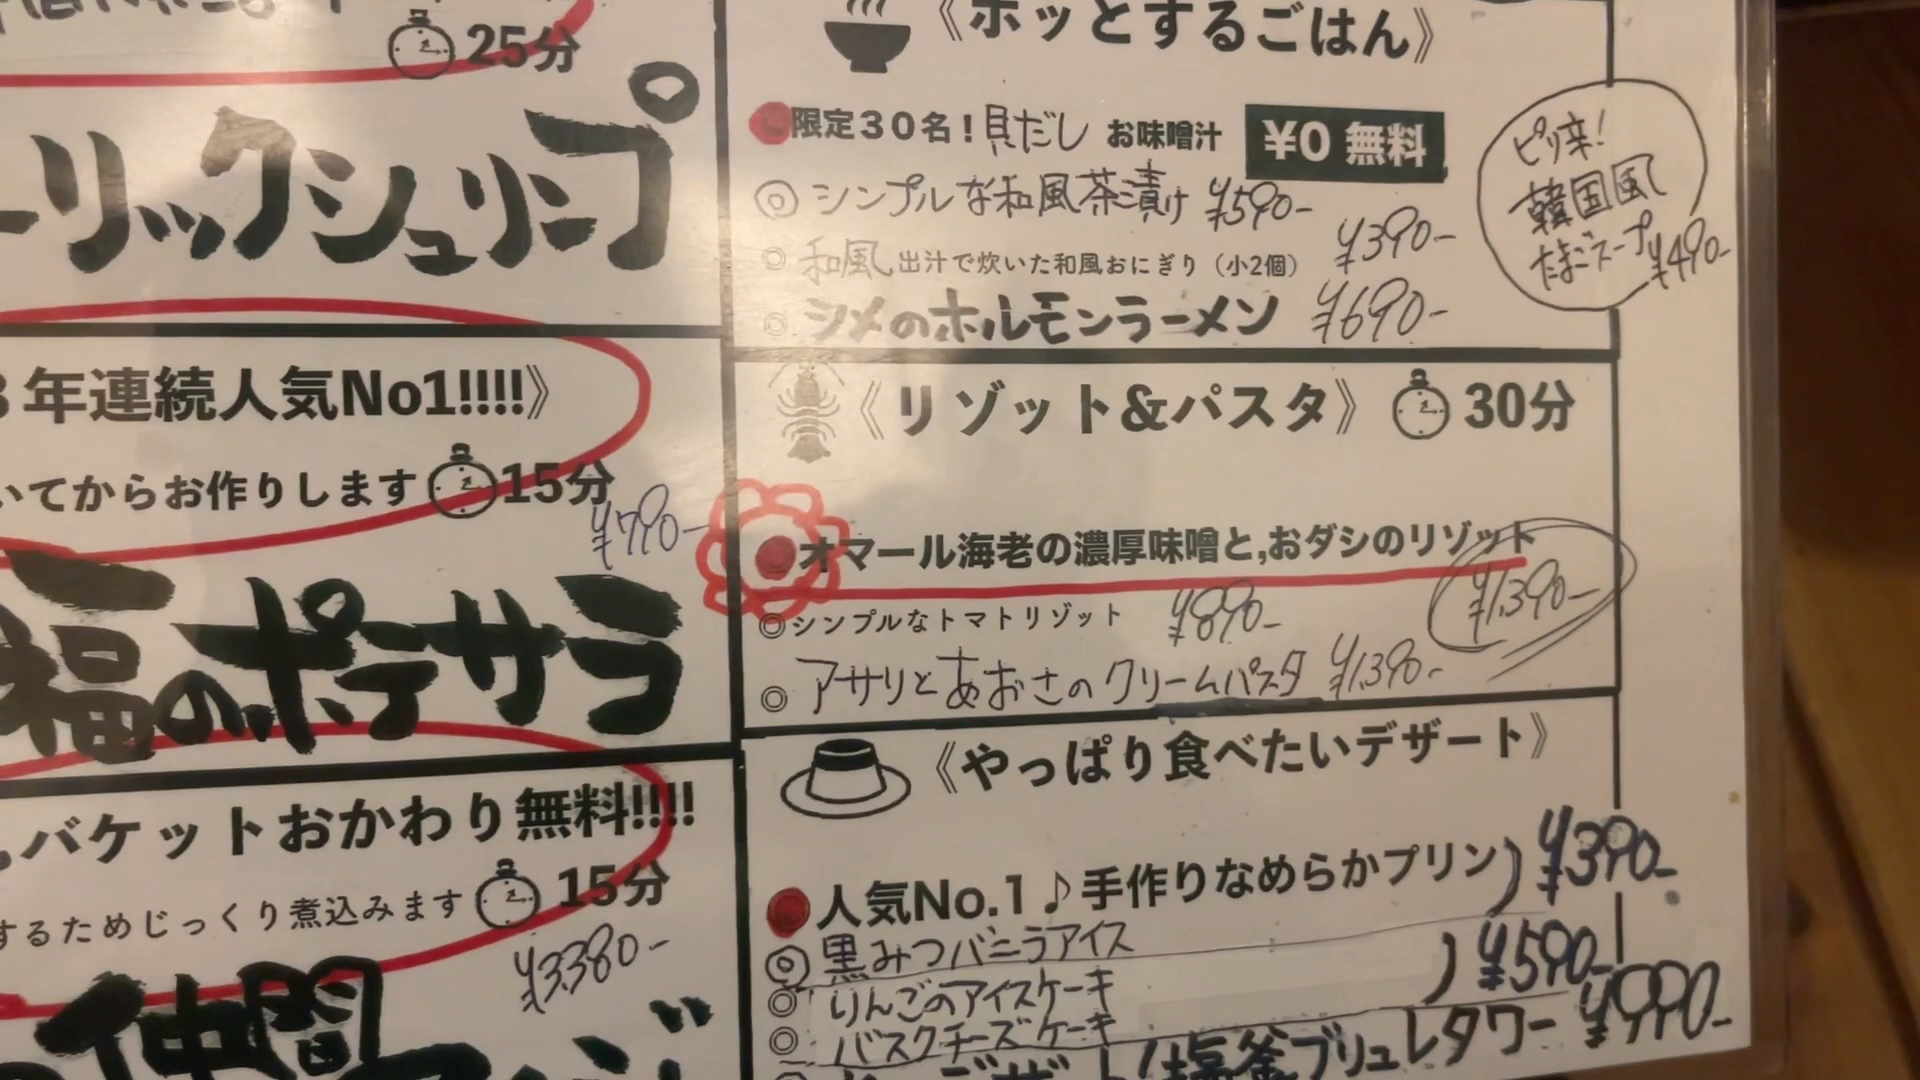 25分
ーリックシュリンプ
年連続人気No1!!!!》
いてからお作りします 15分
¥790-
福のポテサラ
バケットおかわり無料!!!!
するためじっくり煮込みます 15分
¥3,380-
仲間
《ホッとするごはん》
限定30名!貝だし お味噌汁 ¥0 無料
◎シンプルな和風茶漬け ¥590-
◎和風出汁で炊いた和風おにぎり(小2個) ¥390-
◎シメのホルモンラーメン ¥690-
ピリ辛!
韓国風
たまごスープ ¥490-
《リゾット&パスタ》 30分
オマール海老の濃厚味噌と,おダシのリゾット
¥1,390-
◎シンプルなトマトリゾット ¥890-
◎アサリとあおさのクリームパスタ ¥1,390-
《やっぱり食べたいデザート》
人気No.1♪手作りなめらかプリン) ¥390-
◎黒みつバニラアイス
◎りんごのアイスケーキ ) ¥590-
◎バスクチーズケーキ
塩釜ブリュレタワー ¥990-